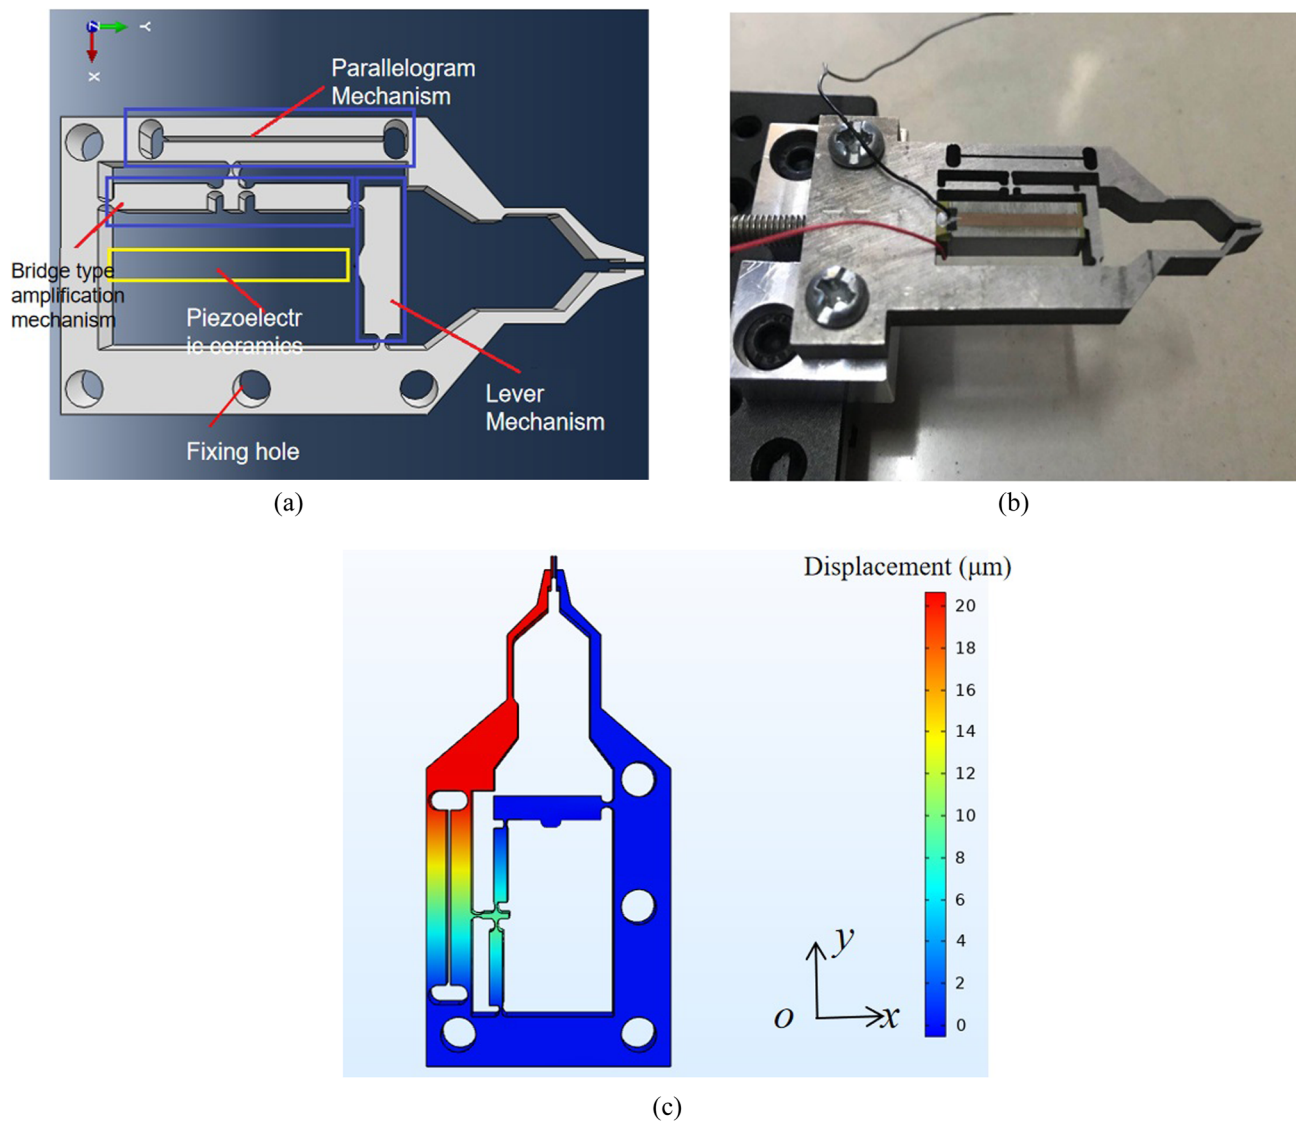 Z
Y
X
Parallelogram
Mechanism
Bridge type
amplification
mechanism
Piezoelectr
ic ceramics
Lever
Mechanism
Fixing hole
(a)
(b)
Displacement (μm)
20
18
16
14
12
10
8
6
4
2
0
y
o
x
(c)